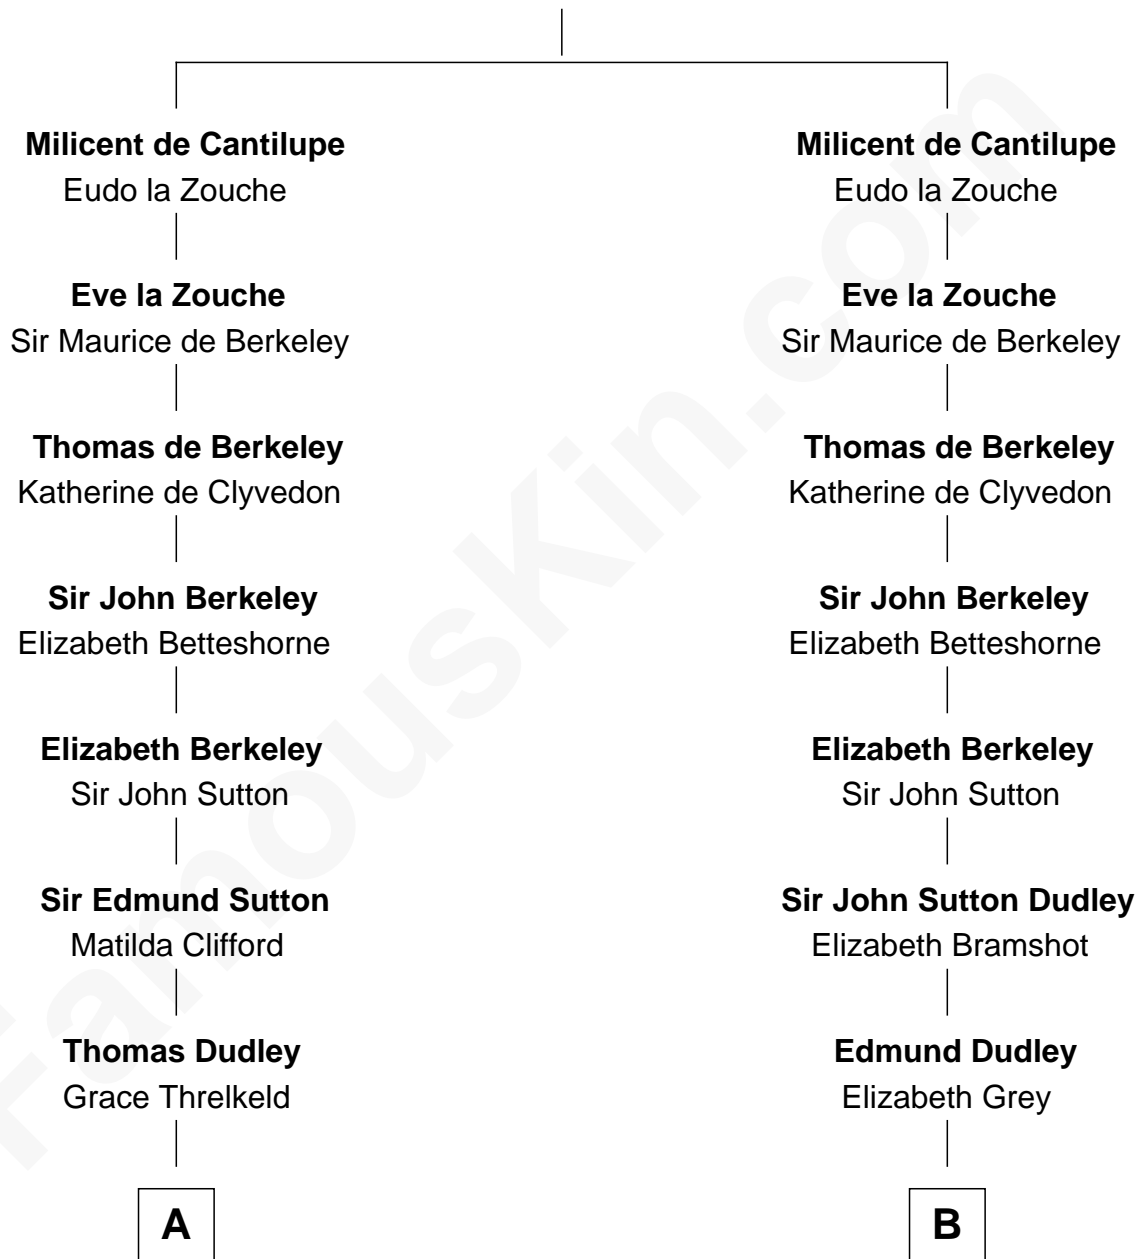 Milicent de Cantilupe
Eudo la Zouche
Eve la Zouche
Sir Maurice de Berkeley
Thomas de Berkeley
Katherine de Clyvedon
Sir John Berkeley
Elizabeth Betteshorne
Elizabeth Berkeley
Sir John Sutton
Sir Edmund Sutton
Matilda Clifford
Thomas Dudley
Grace Threlkeld
A
Milicent de Cantilupe
Eudo la Zouche
Eve la Zouche
Sir Maurice de Berkeley
Thomas de Berkeley
Katherine de Clyvedon
Sir John Berkeley
Elizabeth Betteshorne
Elizabeth Berkeley
Sir John Sutton
Sir John Sutton Dudley
Elizabeth Bramshot
Edmund Dudley
Elizabeth Grey
B
FamousKin.com